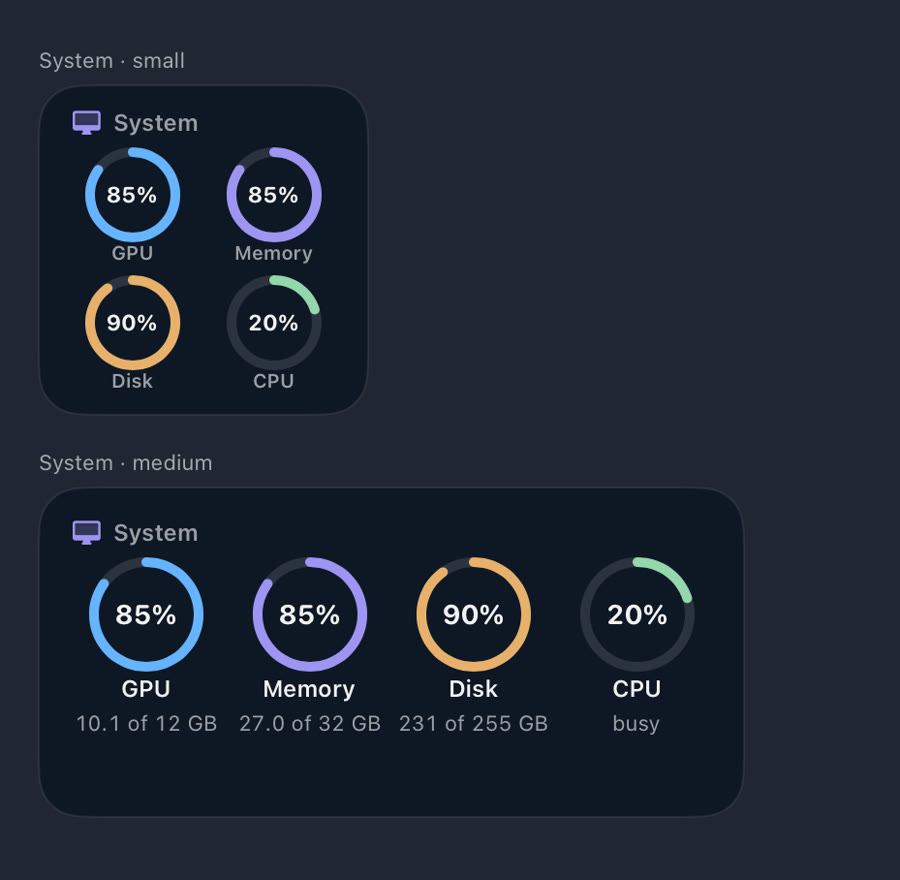 System · small
System
85% 85%
GPU Memory
90% 20%
Disk CPU
System · medium
System
85% 85% 90% 20%
GPU Memory Disk CPU
10.1 of 12 GB 27.0 of 32 GB 231 of 255 GB busy